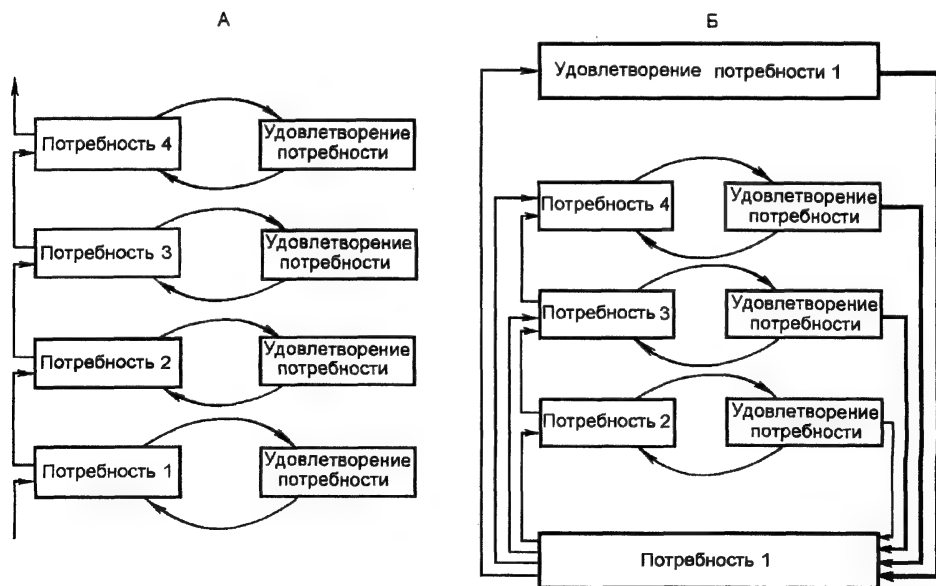 А
Потребность 4
Удовлетворение
потребности
Потребность 3
Удовлетворение
потребности
Потребность 2
Удовлетворение
потребности
Потребность 1
Удовлетворение
потребности
Б
Удовлетворение потребности 1
Потребность 4
Удовлетворение
потребности
Потребность 3
Удовлетворение
потребности
Потребность 2
Удовлетворение
потребности
Потребность 1